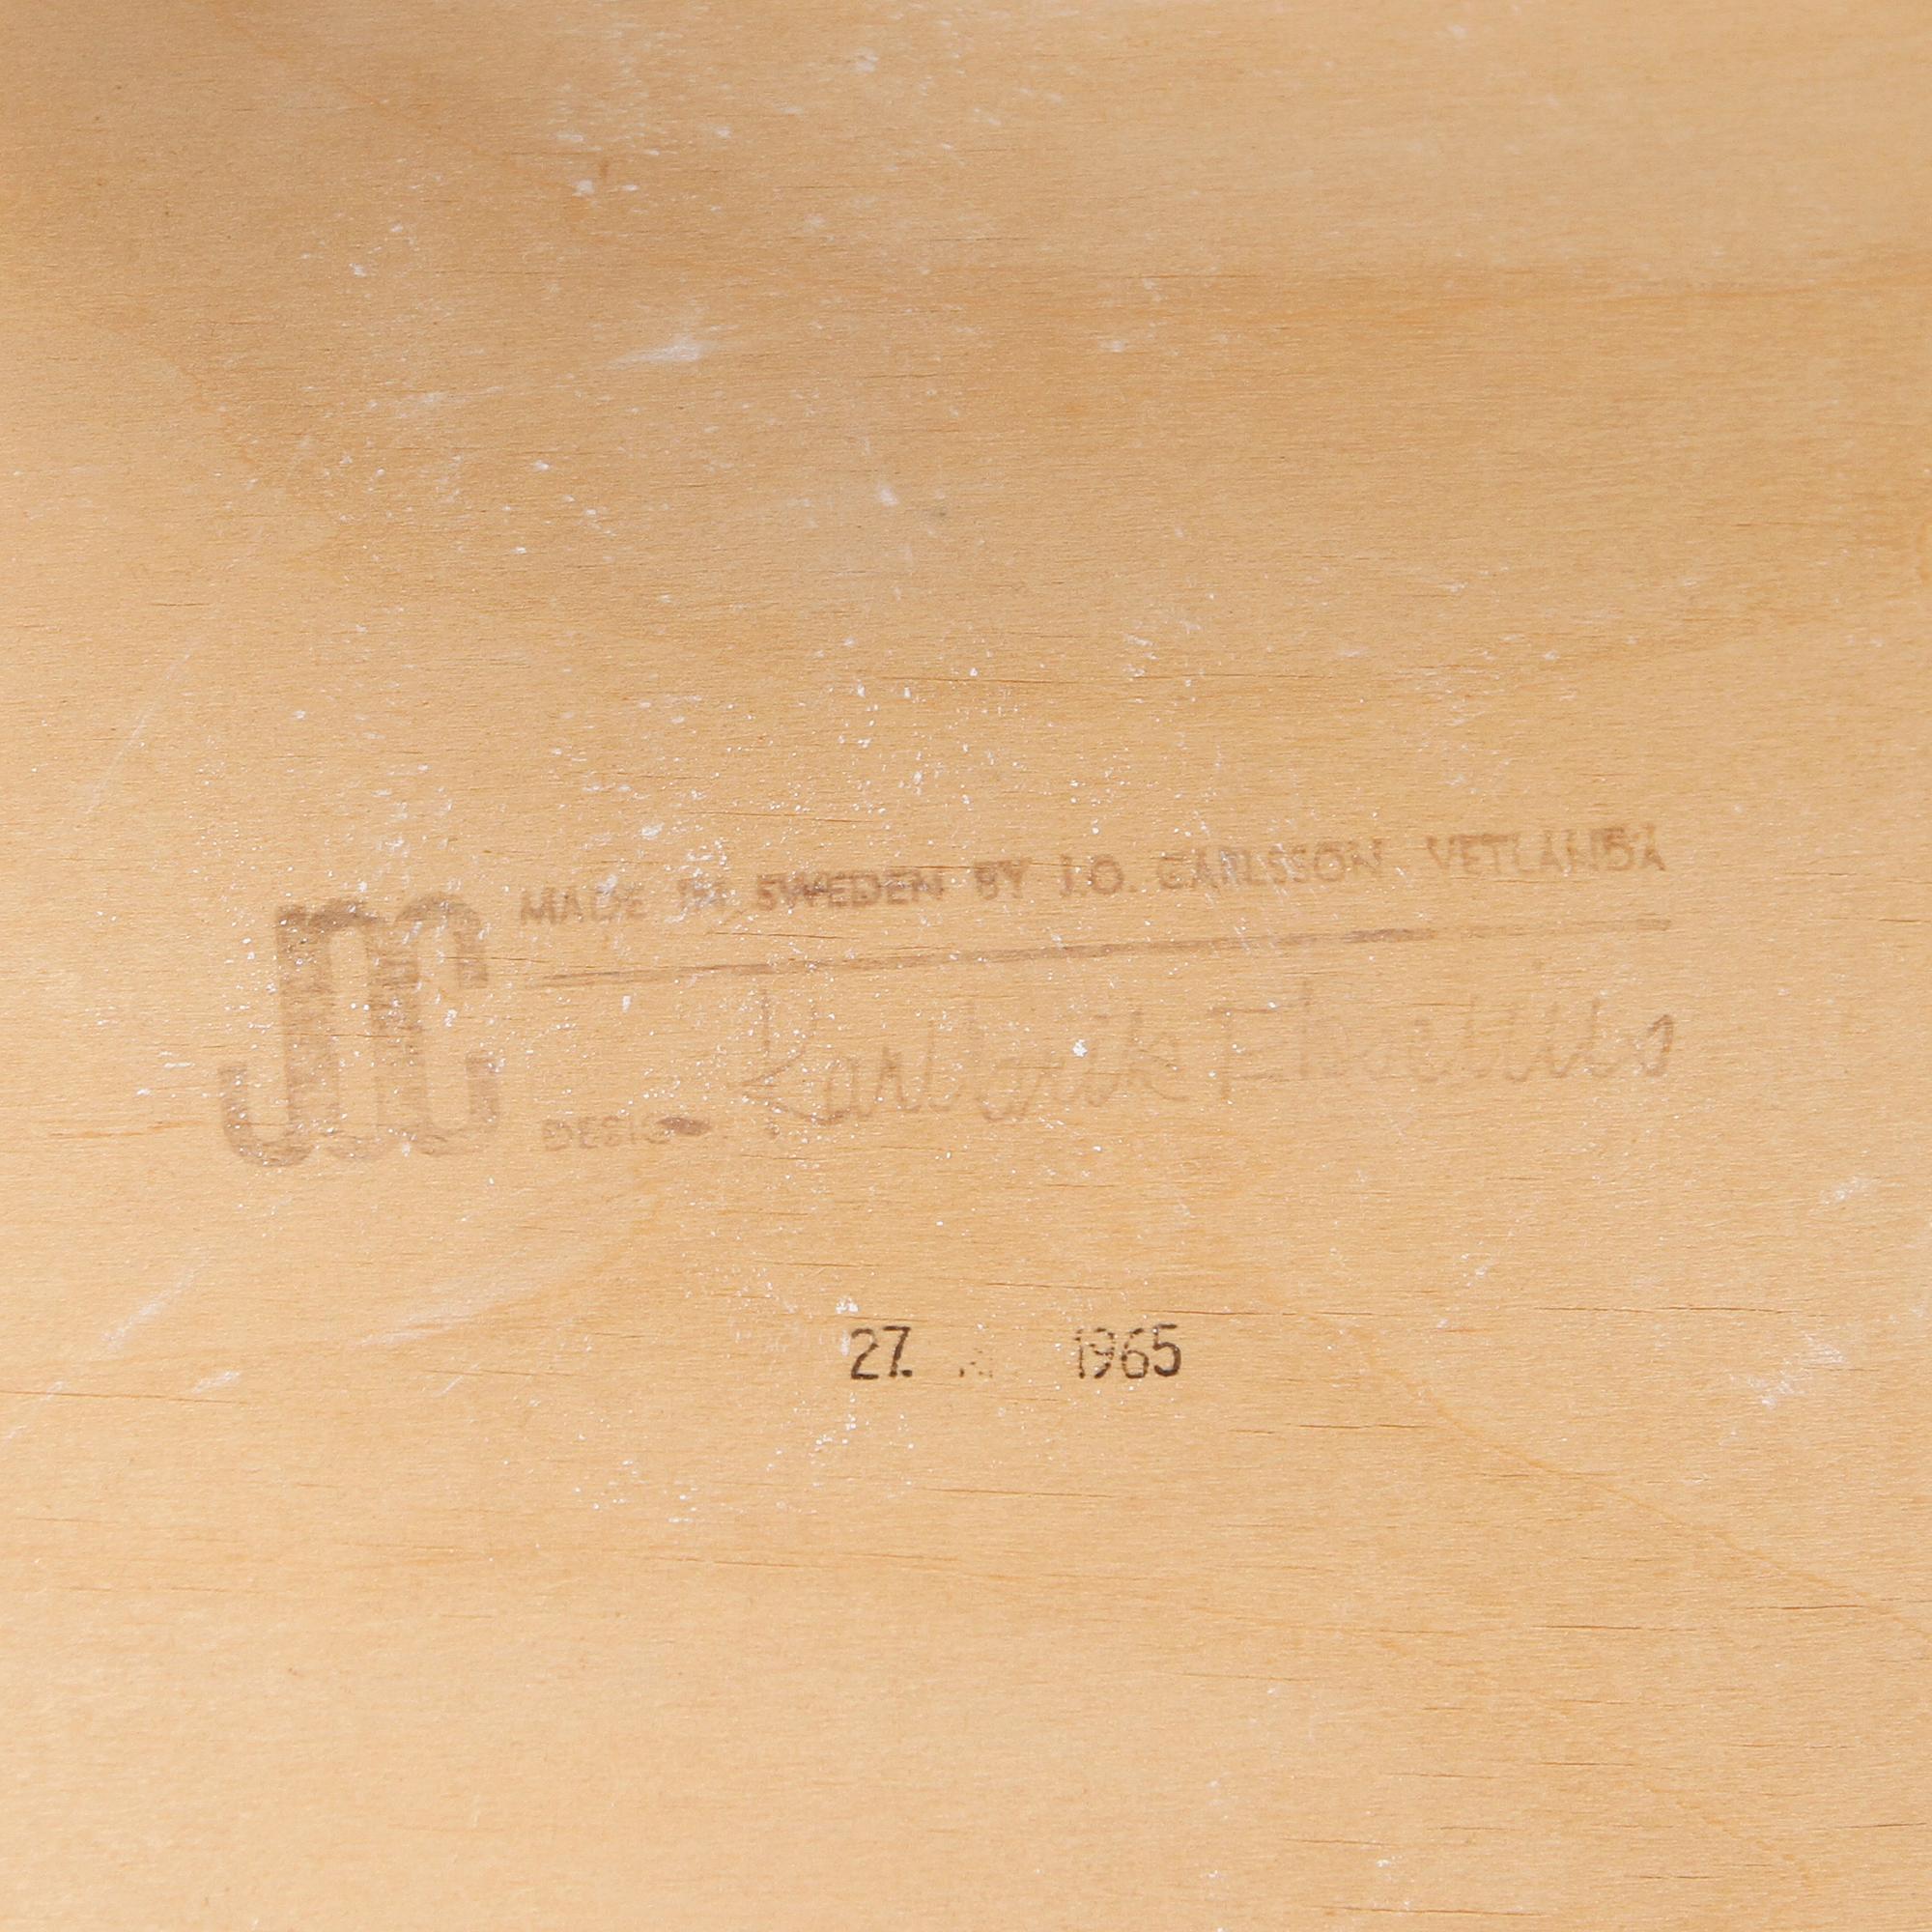 JOC MADE IN SWEDEN BY J.O. CARLSSON VETLANDA
DESIGN: Karl Erik Ekselius
27. 1965